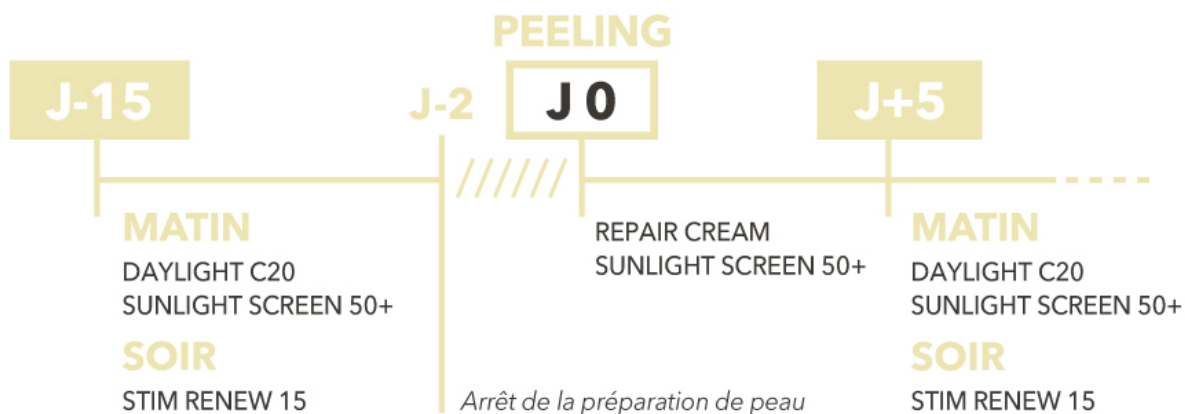 PEELING
J-15
J-2
J 0
J+5
MATIN
DAYLIGHT C20
SUNLIGHT SCREEN 50+
SOIR
STIM RENEW 15
Arrêt de la préparation de peau
REPAIR CREAM
SUNLIGHT SCREEN 50+
MATIN
DAYLIGHT C20
SUNLIGHT SCREEN 50+
SOIR
STIM RENEW 15